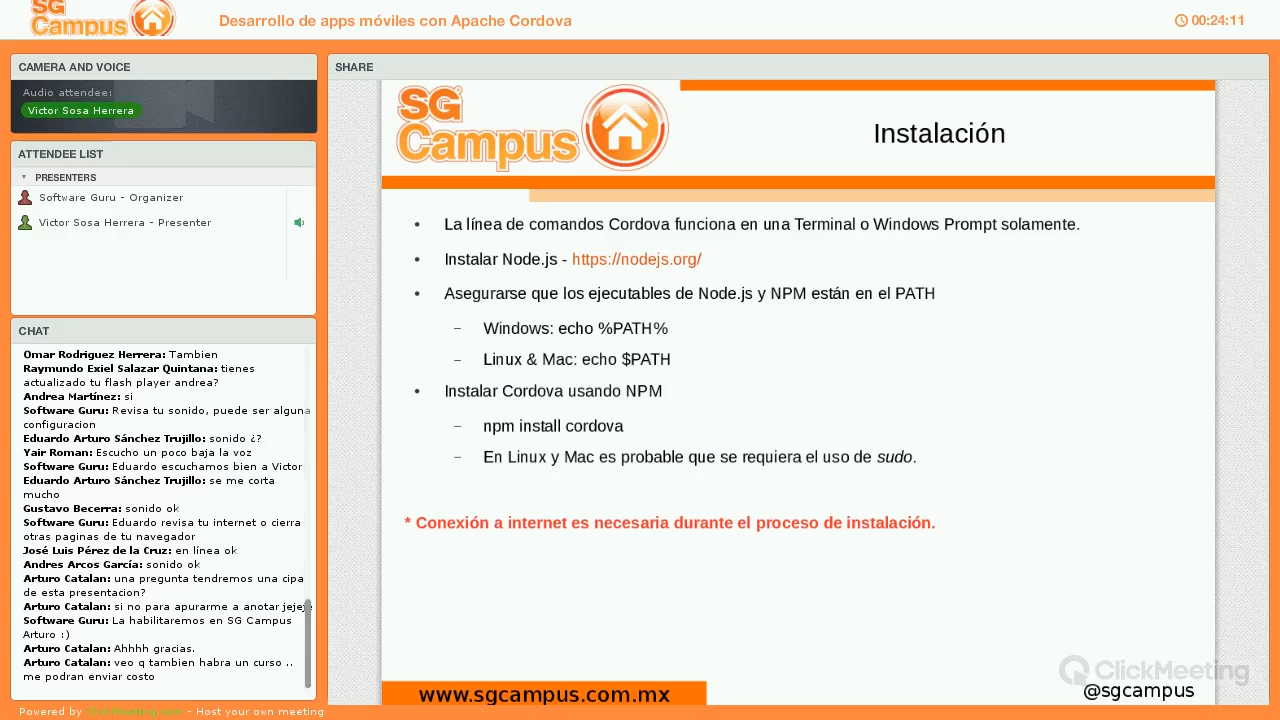 SG
Campus
Desarrollo de apps móviles con Apache Cordova
00:24:11
CAMERA AND VOICE
Audio attendee:
Victor Sosa Herrera
ATTENDEE LIST
PRESENTERS
Software Guru - Organizer
Victor Sosa Herrera - Presenter
CHAT
Omar Rodriguez Herrera: Tambien
Raymundo Exiel Salazar Quintana: tienes
actualizado tu flash player andrea?
Andrea Martínez: si
Software Guru: Revisa tu sonido, puede ser alguna
configuracion
Eduardo Arturo Sánchez Trujillo: sonido ¿?
Yair Roman: Escucho un poco baja la voz
Software Guru: Eduardo escuchamos bien a Victor
Eduardo Arturo Sánchez Trujillo: se me corta
mucho
Gustavo Becerra: sonido ok
Software Guru: Eduardo revisa tu internet o cierra
otras paginas de tu navegador
José Luis Pérez de la Cruz: en línea ok
Andres Arcos García: sonido ok
Arturo Catalan: una pregunta tendremos una cipa
de esta presentacion?
Arturo Catalan: si no para apurarme a anotar jejeje
Software Guru: La habilitaremos en SG Campus
Arturo :)
Arturo Catalan: Ahhhh gracias.
Arturo Catalan: veo q tambien habra un curso ..
me podran enviar costo
Powered by ClickMeeting.com - Host your own meeting
SHARE
SG
Campus
Instalación
• La línea de comandos Cordova funciona en una Terminal o Windows Prompt solamente.
• Instalar Node.js - https://nodejs.org/
• Asegurarse que los ejecutables de Node.js y NPM están en el PATH
– Windows: echo %PATH%
– Linux & Mac: echo $PATH
• Instalar Cordova usando NPM
– npm install cordova
– En Linux y Mac es probable que se requiera el uso de sudo.
* Conexión a internet es necesaria durante el proceso de instalación.
ClickMeeting
www.sgcampus.com.mx
@sgcampus